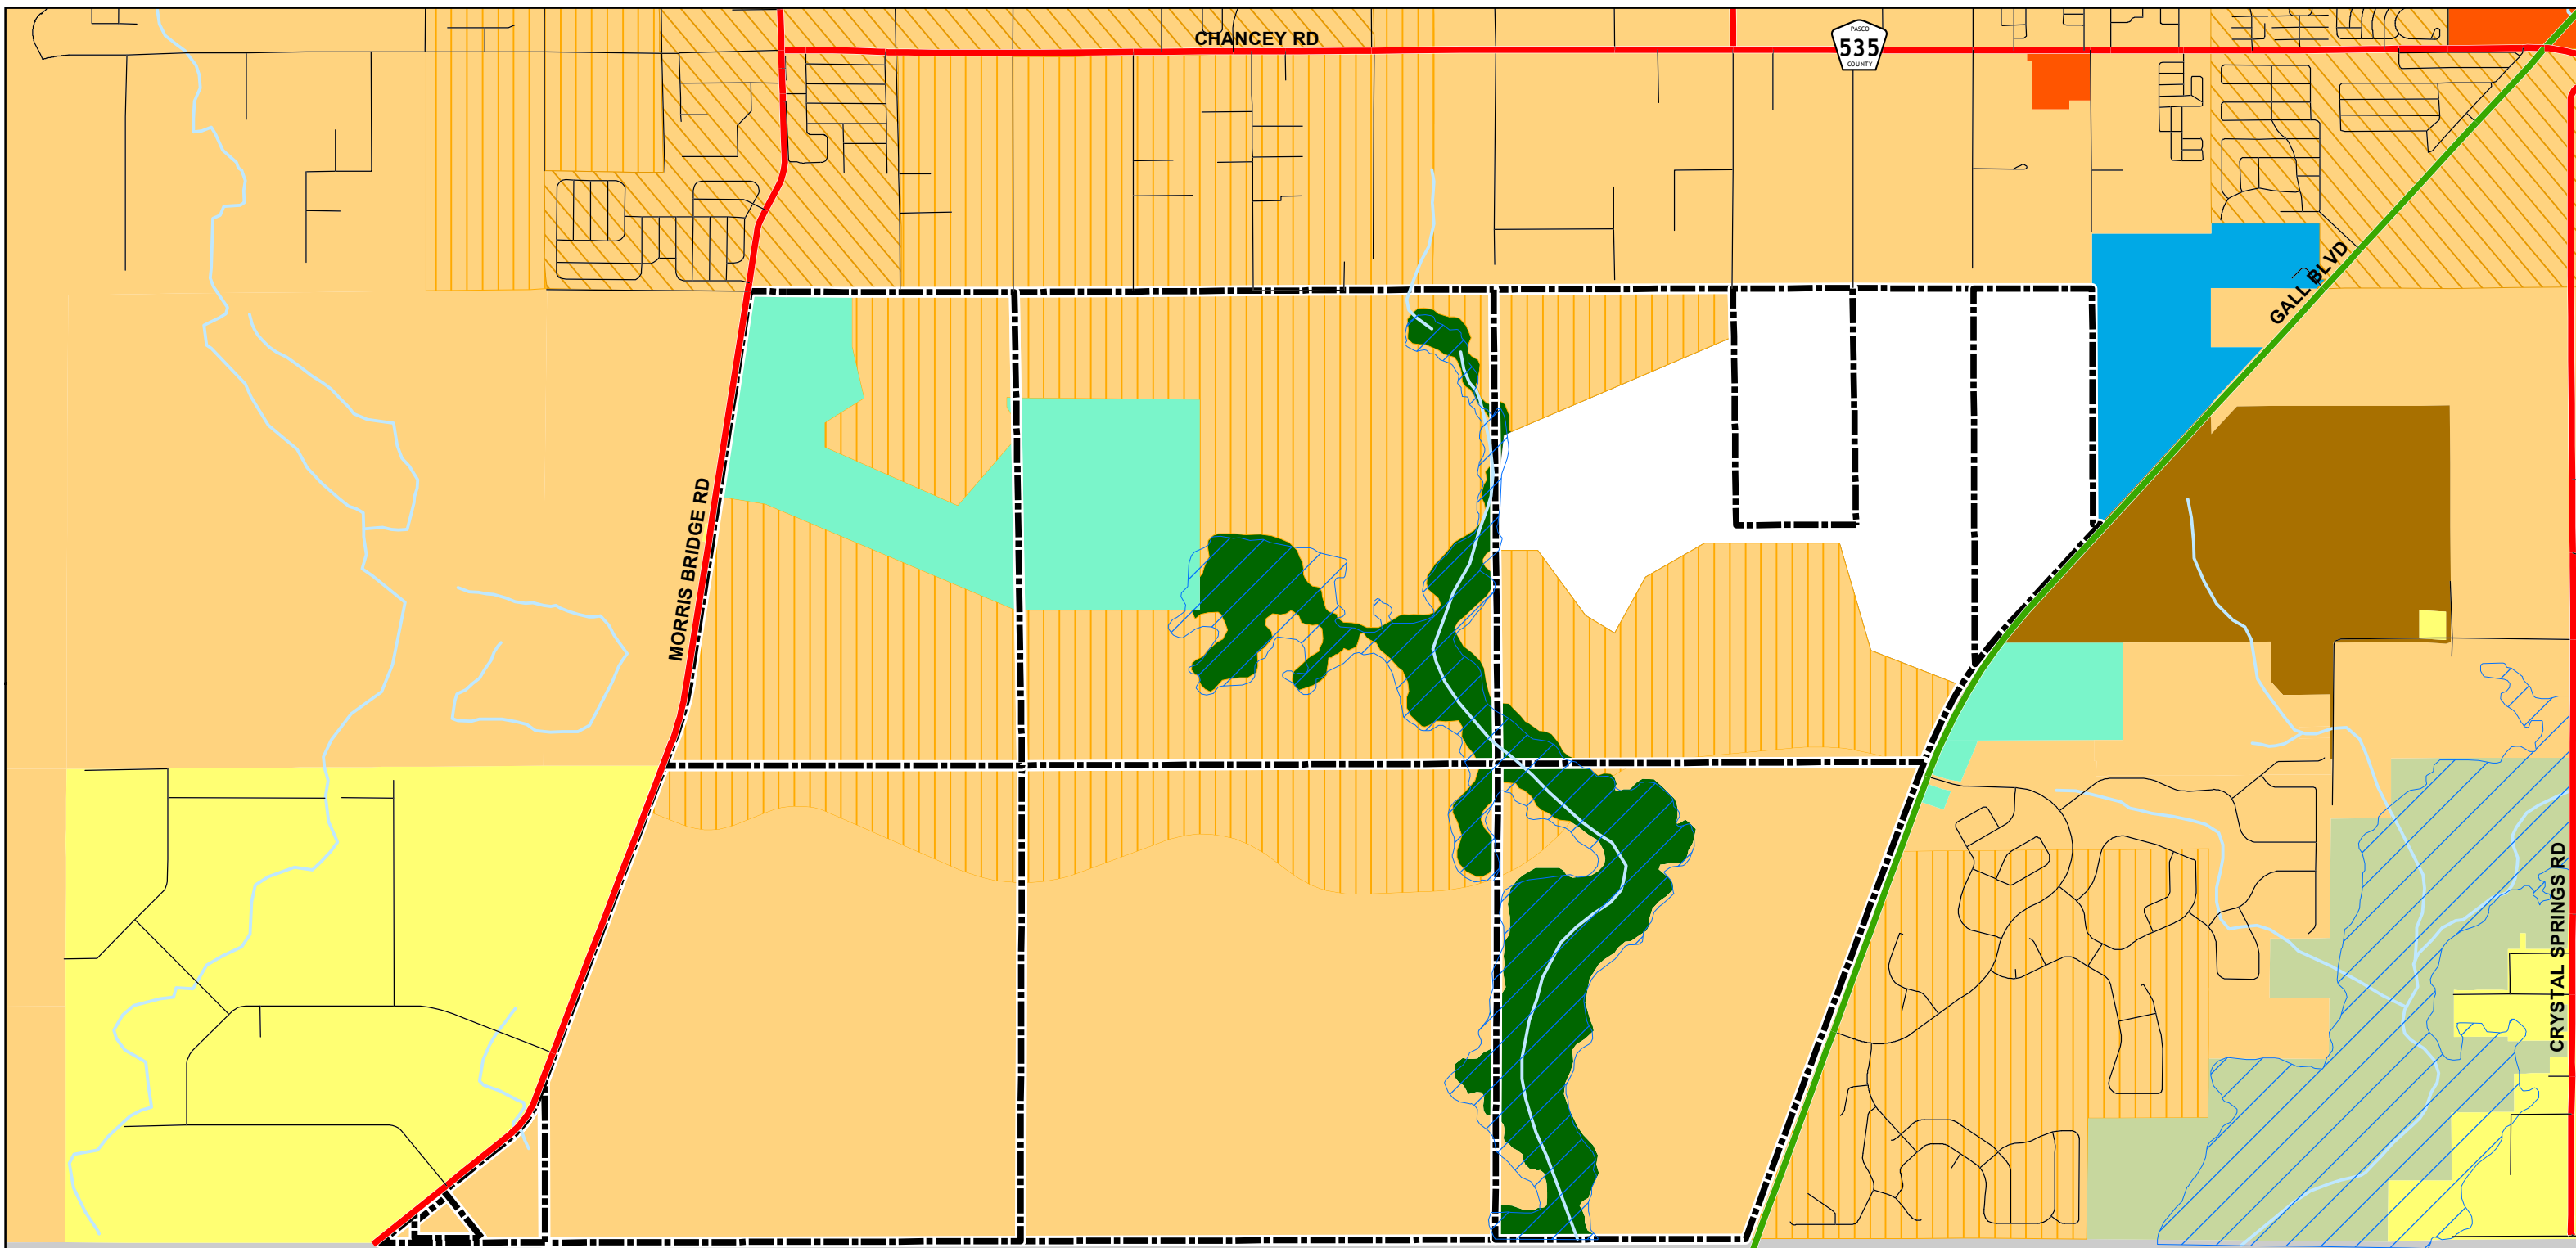 CHANCEY RD
PASCO
535
COUNTY
GALL BLVD
MORRIS BRIDGE RD
CRYSTAL SPRINGS RD